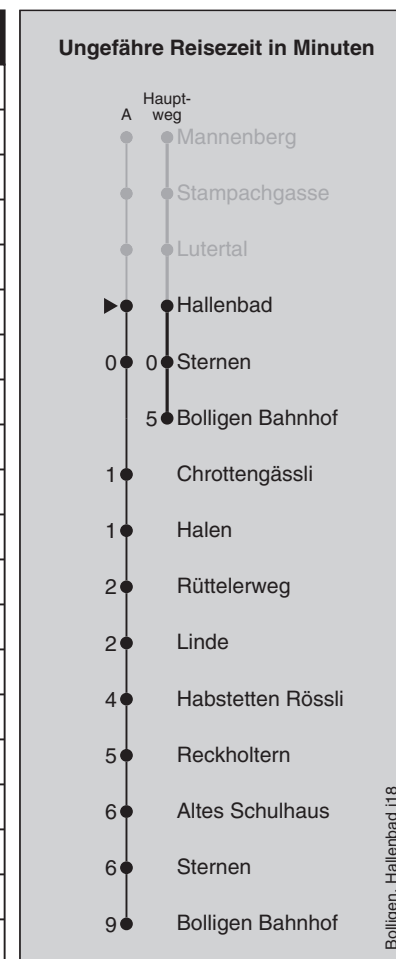 Ungefähre Reisezeit in Minuten
A Haupt-
weg
Mannenberg
Stampachgasse
Lutertal
Hallenbad
0 0 Sternen
5 Bolligen Bahnhof
1 Chrottengässli
1 Halen
2 Rüttelerweg
2 Linde
4 Habstetten Rössli
5 Reckholtern
6 Altes Schulhaus
6 Sternen
9 Bolligen Bahnhof
Bolligen, Hallenbad j18